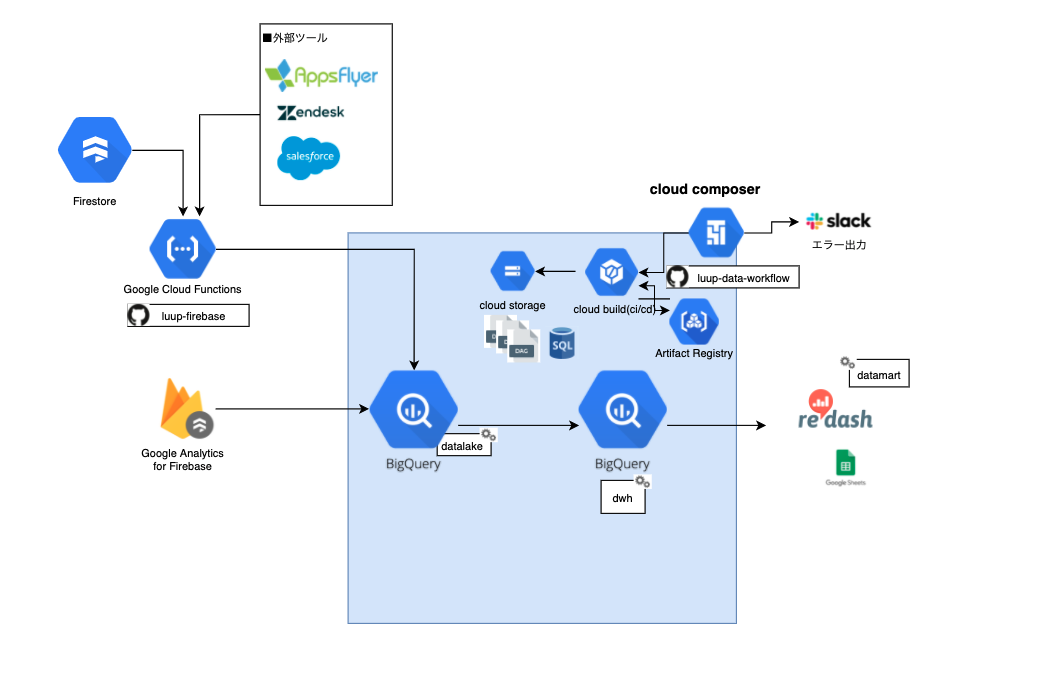 ■外部ツール
AppsFlyer
zendesk
salesforce
Firestore
Google Cloud Functions
luup-firebase
cloud composer
slack
エラー出力
luup-data-workflow
cloud storage
cloud build(ci/cd)
Artifact Registry
DAG
SQL
Google Analytics
for Firebase
BigQuery
datalake
BigQuery
dwh
datamart
re:dash
Google Sheets